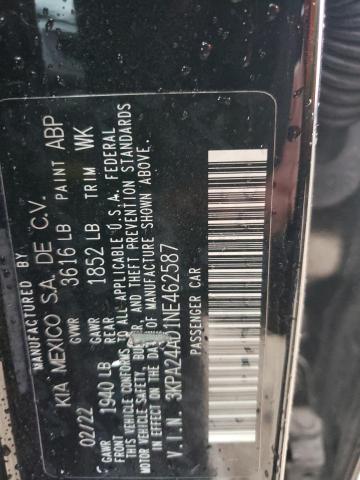 MANUFACTURED BY
KIA MEXICO S.A. DE C.V.
02/22 GVWR 3616 LB PAINT ABP
GAWR FRONT 1940 LB GAWR REAR 1852 LB TRIM WK
THIS VEHICLE CONFORMS TO ALL APPLICABLE U.S.A. FEDERAL
MOTOR VEHICLE SAFETY, BUMPER, AND THEFT PREVENTION STANDARDS
IN EFFECT ON THE DATE OF MANUFACTURE SHOWN ABOVE.
V.I.N. 3KPA24AD1NE462587
PASSENGER CAR